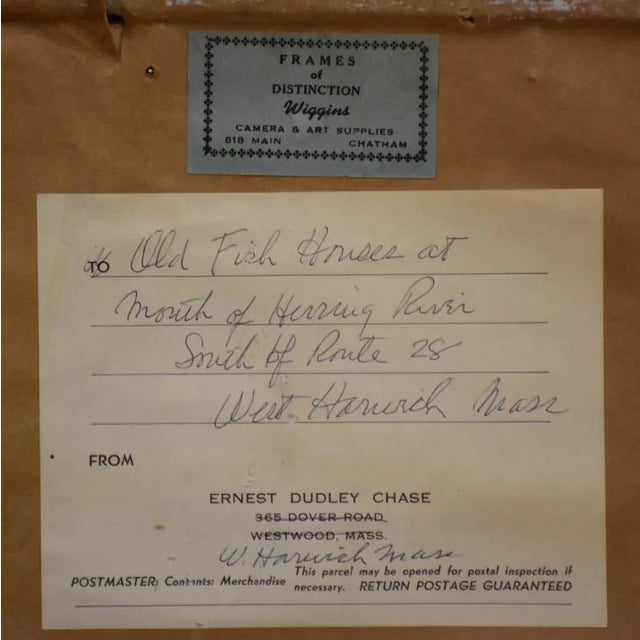 FRAMES
of
DISTINCTION
Wiggins
CAMERA & ART SUPPLIES
618 MAIN CHATHAM
TO Old Fish Houses at
Mouth of Herring River
South of Route 28
West Harwich Mass
FROM
ERNEST DUDLEY CHASE
365 DOVER ROAD
WESTWOOD, MASS.
W. Harwich Mass
POSTMASTER: Contents: Merchandise This parcel may be opened for postal inspection if
necessary. RETURN POSTAGE GUARANTEED